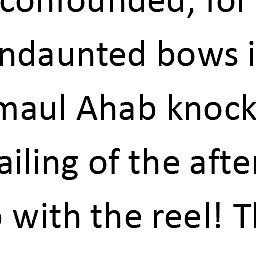 confounded, for
ndaunted bows i
maul Ahab knock
ailing of the after
with the reel! Th